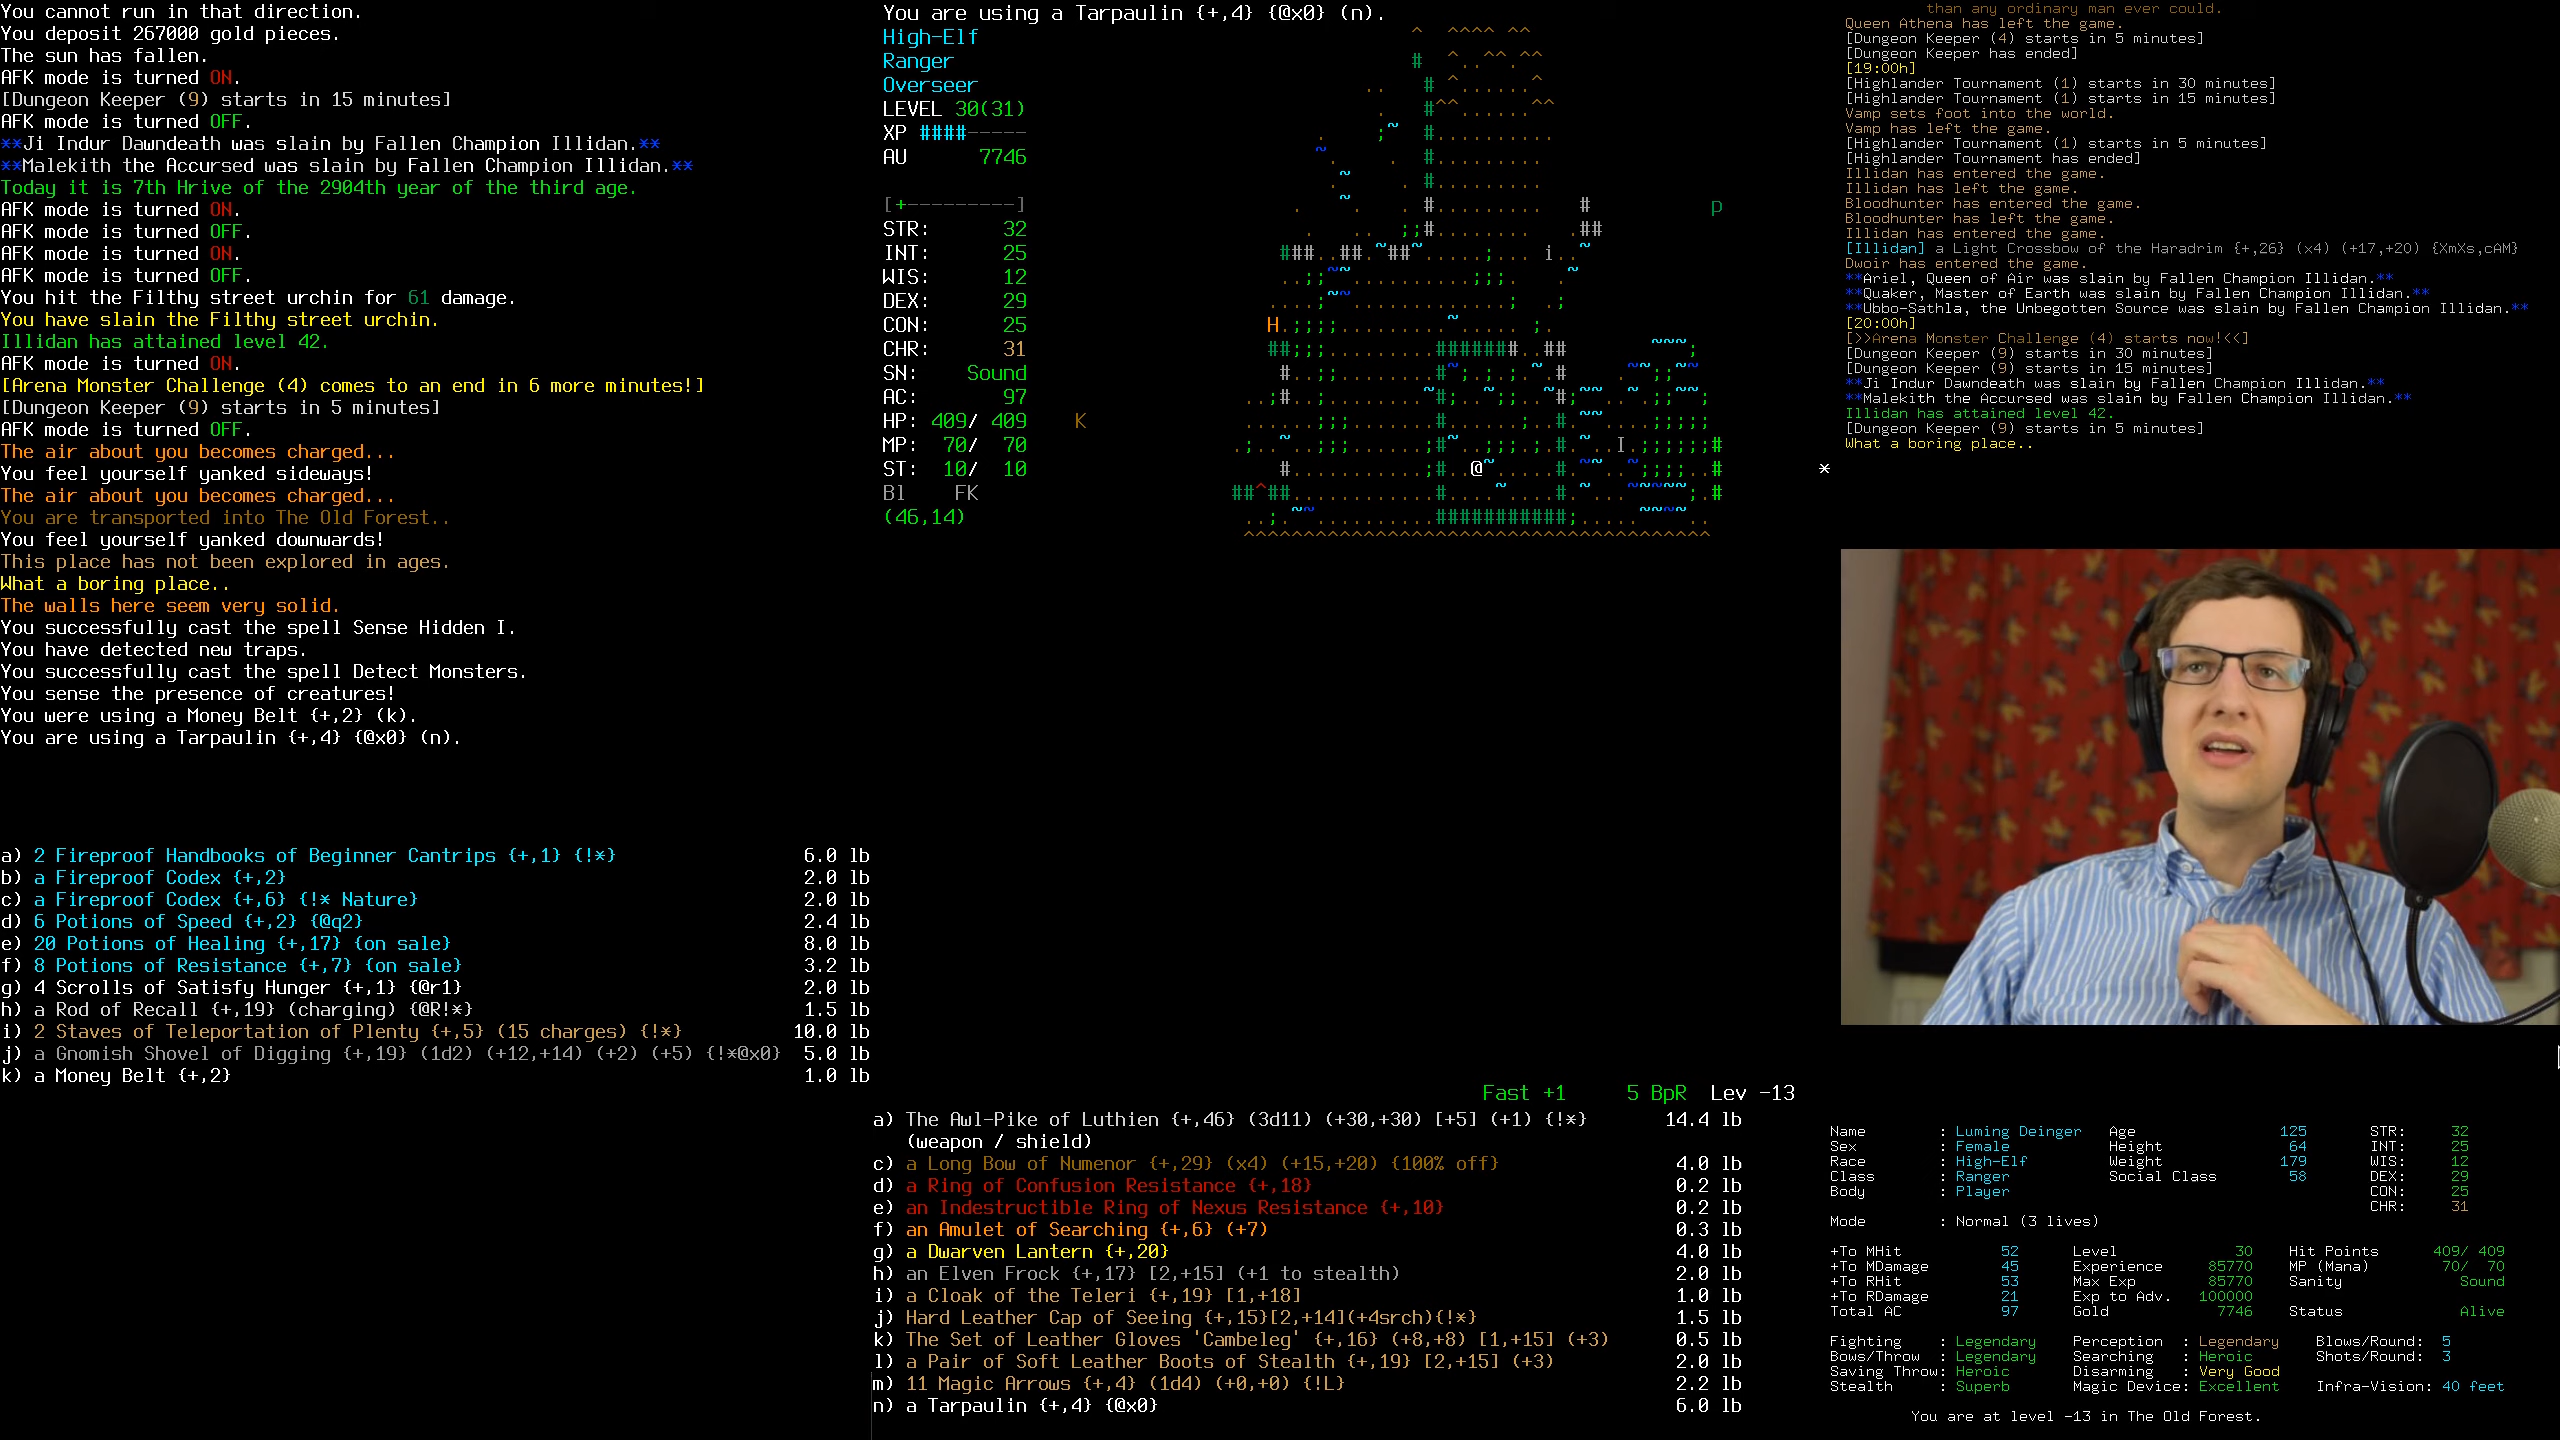 You cannot run in that direction.
You deposit 267000 gold pieces.
The sun has fallen.
AFK mode is turned ON.
[Dungeon Keeper (9) starts in 15 minutes]
AFK mode is turned OFF.
**Ji Indur Dawndeath was slain by Fallen Champion Illidan.**
**Malekith the Accursed was slain by Fallen Champion Illidan.**
Today it is 7th Hrive of the 2904th year of the third age.
AFK mode is turned ON.
AFK mode is turned OFF.
AFK mode is turned ON.
AFK mode is turned OFF.
You hit the Filthy street urchin for 61 damage.
You have slain the Filthy street urchin.
Illidan has attained level 42.
AFK mode is turned ON.
[Arena Monster Challenge (4) comes to an end in 6 more minutes!]
[Dungeon Keeper (9) starts in 5 minutes]
AFK mode is turned OFF.
The air about you becomes charged...
You feel yourself yanked sideways!
The air about you becomes charged...
You are transported into The Old Forest..
You feel yourself yanked downwards!
This place has not been explored in ages.
What a boring place..
The walls here seem very solid.
You successfully cast the spell Sense Hidden I.
You have detected new traps.
You successfully cast the spell Detect Monsters.
You sense the presence of creatures!
You were using a Money Belt {+,2} (k).
You are using a Tarpaulin {+,4} {@x0} (n).
a) 2 Fireproof Handbooks of Beginner Cantrips {+,1} {!*} 6.0 lb
b) a Fireproof Codex {+,2} 2.0 lb
c) a Fireproof Codex {+,6} {!* Nature} 2.0 lb
d) 6 Potions of Speed {+,2} {@q2} 2.4 lb
e) 20 Potions of Healing {+,17} {on sale} 8.0 lb
f) 8 Potions of Resistance {+,7} {on sale} 3.2 lb
g) 4 Scrolls of Satisfy Hunger {+,1} {@r1} 2.0 lb
h) a Rod of Recall {+,19} (charging) {@R!*} 1.5 lb
i) 2 Staves of Teleportation of Plenty {+,5} (15 charges) {!*} 10.0 lb
j) a Gnomish Shovel of Digging {+,19} (1d2) (+12,+14) (+2) (+5) {!*@x0} 5.0 lb
k) a Money Belt {+,2} 1.0 lb
You are using a Tarpaulin {+,4} {@x0} (n).
High-Elf
Ranger
Overseer
LEVEL 30(31)
XP ####-----
AU 7746
[+---------]
STR: 32
INT: 25
WIS: 12
DEX: 29
CON: 25
CHR: 31
SN: Sound
AC: 97
HP: 409/ 409
MP: 70/ 70
ST: 10/ 10
Bl FK
(46,14)
Fast +1 5 BpR Lev -13
a) The Awl-Pike of Luthien {+,46} (3d11) (+30,+30) [+5] (+1) {!*} 14.4 lb
(weapon / shield)
c) a Long Bow of Numenor {+,29} (x4) (+15,+20) {100% off} 4.0 lb
d) a Ring of Confusion Resistance {+,18} 0.2 lb
e) an Indestructible Ring of Nexus Resistance {+,10} 0.2 lb
f) an Amulet of Searching {+,6} (+7) 0.3 lb
g) a Dwarven Lantern {+,20} 4.0 lb
h) an Elven Frock {+,17} [2,+15] (+1 to stealth) 2.0 lb
i) a Cloak of the Teleri {+,19} [1,+18] 1.0 lb
j) Hard Leather Cap of Seeing {+,15}[2,+14](+4srch){!*} 1.5 lb
k) The Set of Leather Gloves 'Cambeleg' {+,16} (+8,+8) [1,+15] (+3) 0.5 lb
l) a Pair of Soft Leather Boots of Stealth {+,19} [2,+15] (+3) 2.0 lb
m) 11 Magic Arrows {+,4} (1d4) (+0,+0) {!L} 2.2 lb
n) a Tarpaulin {+,4} {@x0} 6.0 lb
than any ordinary man ever could.
Queen Athena has left the game.
[Dungeon Keeper (4) starts in 5 minutes]
[Dungeon Keeper has ended]
[19:00h]
[Highlander Tournament (1) starts in 30 minutes]
[Highlander Tournament (1) starts in 15 minutes]
Vamp sets foot into the world.
Vamp has left the game.
[Highlander Tournament (1) starts in 5 minutes]
[Highlander Tournament has ended]
Illidan has entered the game.
Illidan has left the game.
Bloodhunter has entered the game.
Bloodhunter has left the game.
Illidan has entered the game.
[Illidan] a Light Crossbow of the Haradrim {+,26} (x4) (+17,+20) {XmXs,cAM}
Dwoir has entered the game.
**Ariel, Queen of Air was slain by Fallen Champion Illidan.**
**Quaker, Master of Earth was slain by Fallen Champion Illidan.**
**Ubbo-Sathla, the Unbegotten Source was slain by Fallen Champion Illidan.**
[20:00h]
[>>Arena Monster Challenge (4) starts now!<<]
[Dungeon Keeper (9) starts in 30 minutes]
[Dungeon Keeper (9) starts in 15 minutes]
**Ji Indur Dawndeath was slain by Fallen Champion Illidan.**
**Malekith the Accursed was slain by Fallen Champion Illidan.**
Illidan has attained level 42.
[Dungeon Keeper (9) starts in 5 minutes]
What a boring place..
Name : Luming Deinger Age 125 STR: 32
Sex : Female Height 64 INT: 25
Race : High-Elf Weight 179 WIS: 12
Class : Ranger Social Class 58 DEX: 29
Body : Player CON: 25
CHR: 31
Mode : Normal (3 lives)
+To MHit 52 Level 30 Hit Points 409/ 409
+To MDamage 45 Experience 85770 MP (Mana) 70/ 70
+To RHit 53 Max Exp 85770 Sanity Sound
+To RDamage 21 Exp to Adv. 100000
Total AC 97 Gold 7746 Status Alive
Fighting : Legendary Perception : Legendary Blows/Round: 5
Bows/Throw : Legendary Searching : Heroic Shots/Round: 3
Saving Throw: Heroic Disarming : Very Good
Stealth : Superb Magic Device: Excellent Infra-Vision: 40 feet
You are at level -13 in The Old Forest.